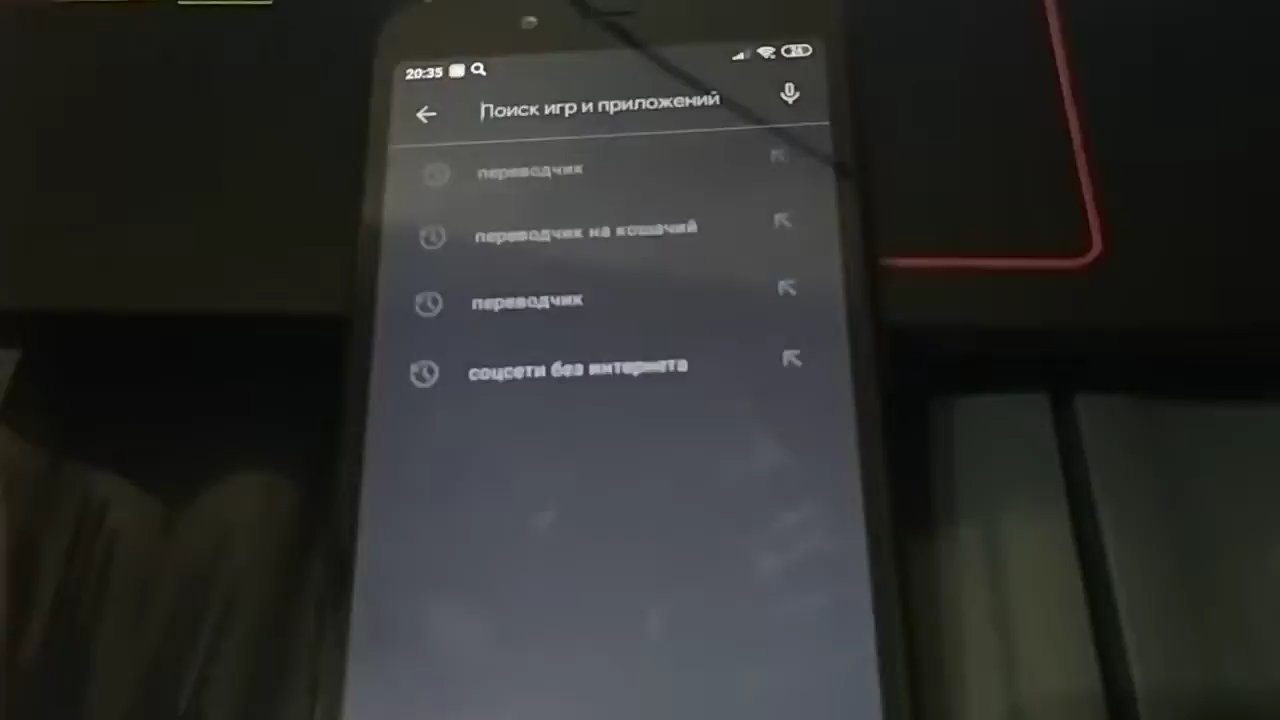 20:35
Поиск игр и приложений
переводчик
переводчик на кошачий
переводчик
соцсети без интернета